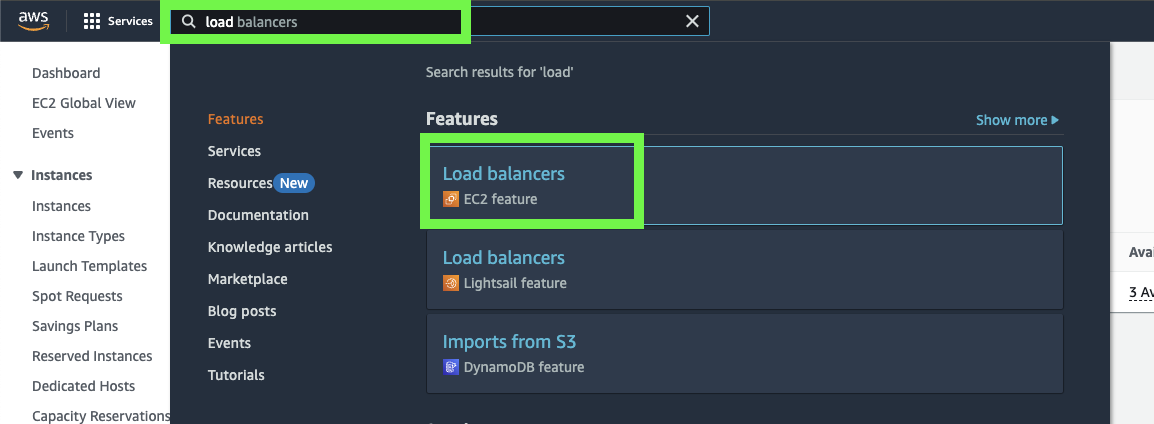 aws
Services
load balancers
Dashboard
EC2 Global View
Events
Instances
Instances
Instance Types
Launch Templates
Spot Requests
Savings Plans
Reserved Instances
Dedicated Hosts
Capacity Reservations
Features
Services
Resources New
Documentation
Knowledge articles
Marketplace
Blog posts
Events
Tutorials
Search results for 'load'
Features
Show more
Load balancers
EC2 feature
Load balancers
Lightsail feature
Imports from S3
DynamoDB feature
Avai
3 Av